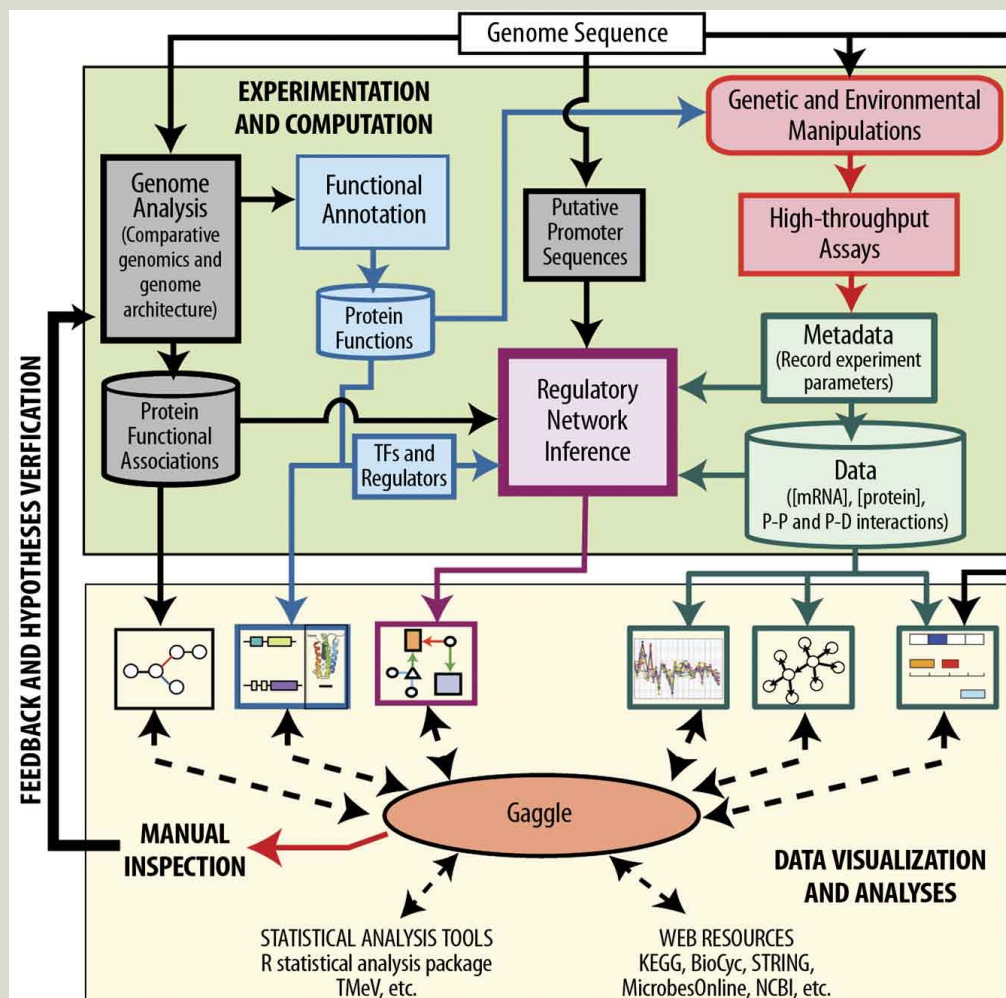 Genome Sequence
EXPERIMENTATION
AND COMPUTATION
Genetic and Environmental
Manipulations
Genome
Analysis
(Comparative
genomics and
genome
architecture)
Functional
Annotation
Putative
Promoter
Sequences
High-throughput
Assays
Protein
Functions
Metadata
(Record experiment
parameters)
Regulatory
Network
Inference
Protein
Functional
Associations
TFs and
Regulators
Data
([mRNA], [protein],
P-P and P-D interactions)
FEEDBACK AND HYPOTHESES VERFICATION
Gaggle
MANUAL
INSPECTION
DATA VISUALIZATION
AND ANALYSES
STATISTICAL ANALYSIS TOOLS
R statistical analysis package
TMeV, etc.
WEB RESOURCES
KEGG, BioCyc, STRING,
MicrobesOnline, NCBI, etc.